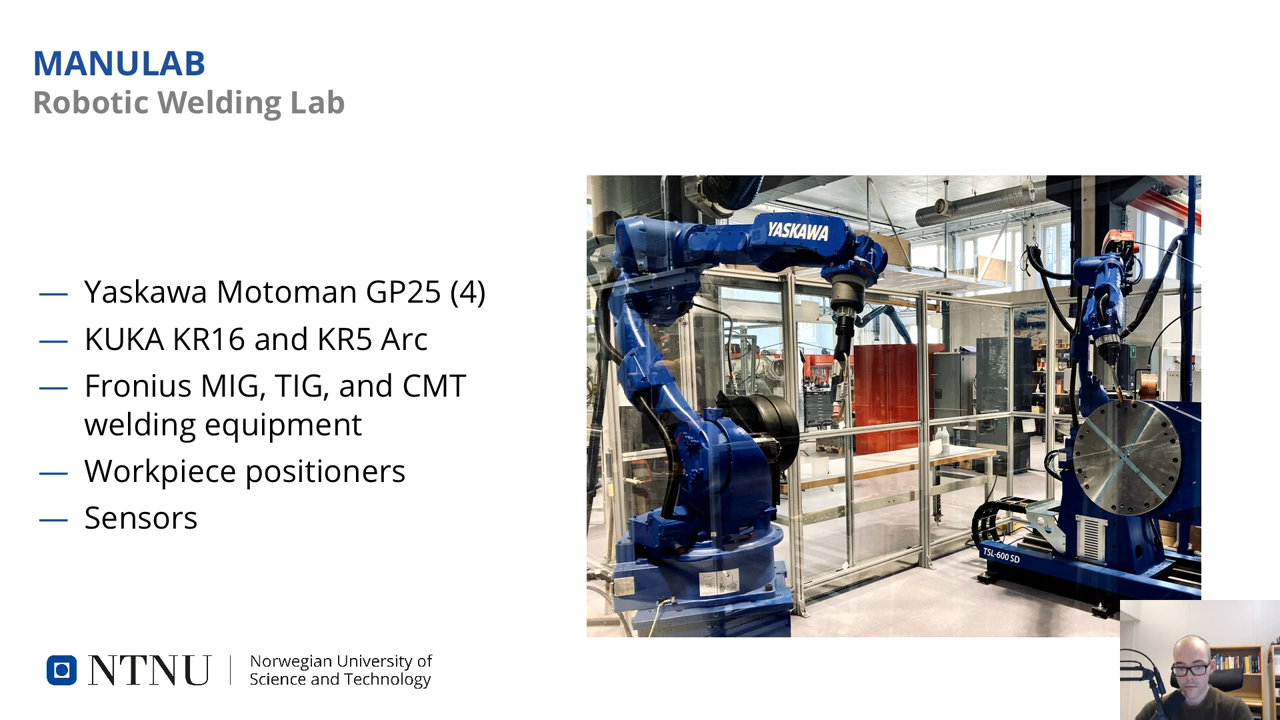 MANULAB
Robotic Welding Lab
— Yaskawa Motoman GP25 (4)
— KUKA KR16 and KR5 Arc
— Fronius MIG, TIG, and CMT
welding equipment
— Workpiece positioners
— Sensors
YASKAWA
TSL-600 SD
NTNU
Norwegian University of
Science and Technology